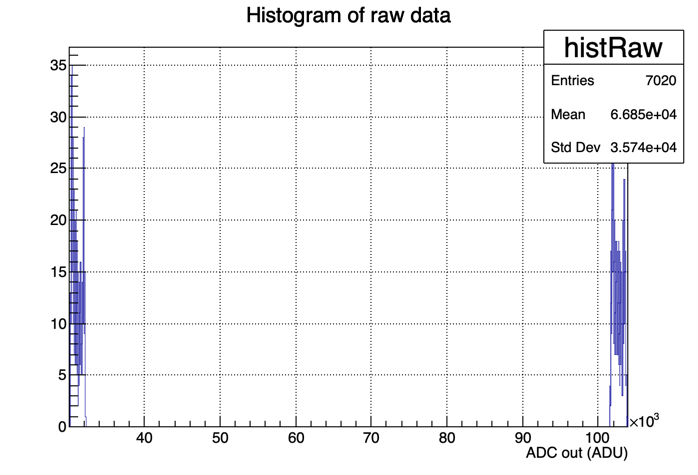 Histogram of raw data
histRaw
Entries 7020
Mean 6.685e+04
Std Dev 3.574e+04
35
30
25
20
15
10
5
0
40 50 60 70 80 90 100 ×10³
ADC out (ADU)